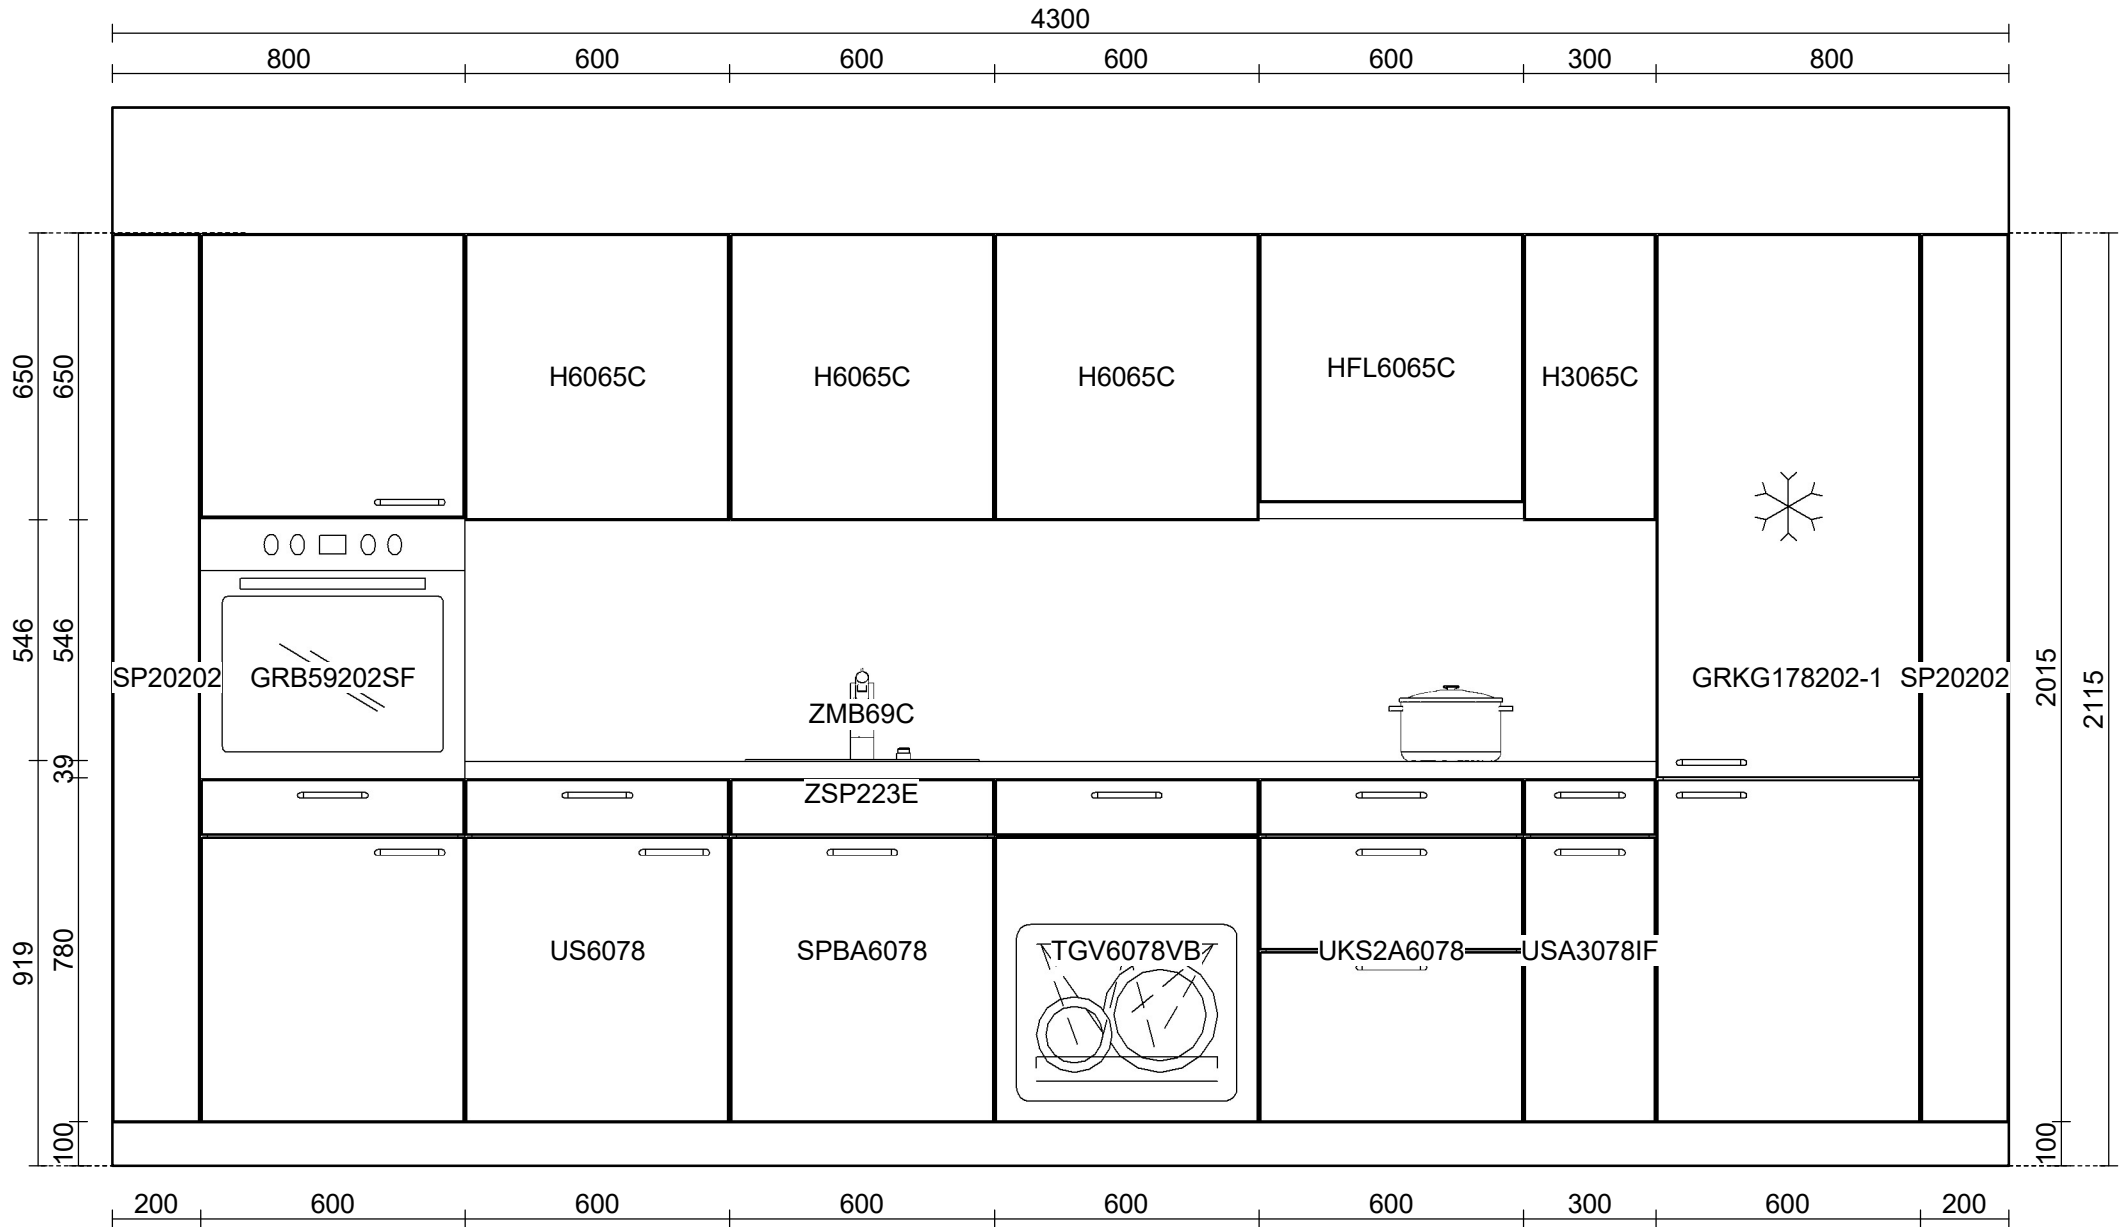 4300
800 600 600 600 600 300 800
650 650
H6065C H6065C H6065C HFL6065C H3065C
546 546
SP20202 GRB59202SF GRKG178202-1 SP20202
2015 2115
ZMB69C
39
ZSP223E
919 780
US6078 SPBA6078 TGV6078VB UKS2A6078 USA3078IF
100 100
200 600 600 600 600 600 300 600 200